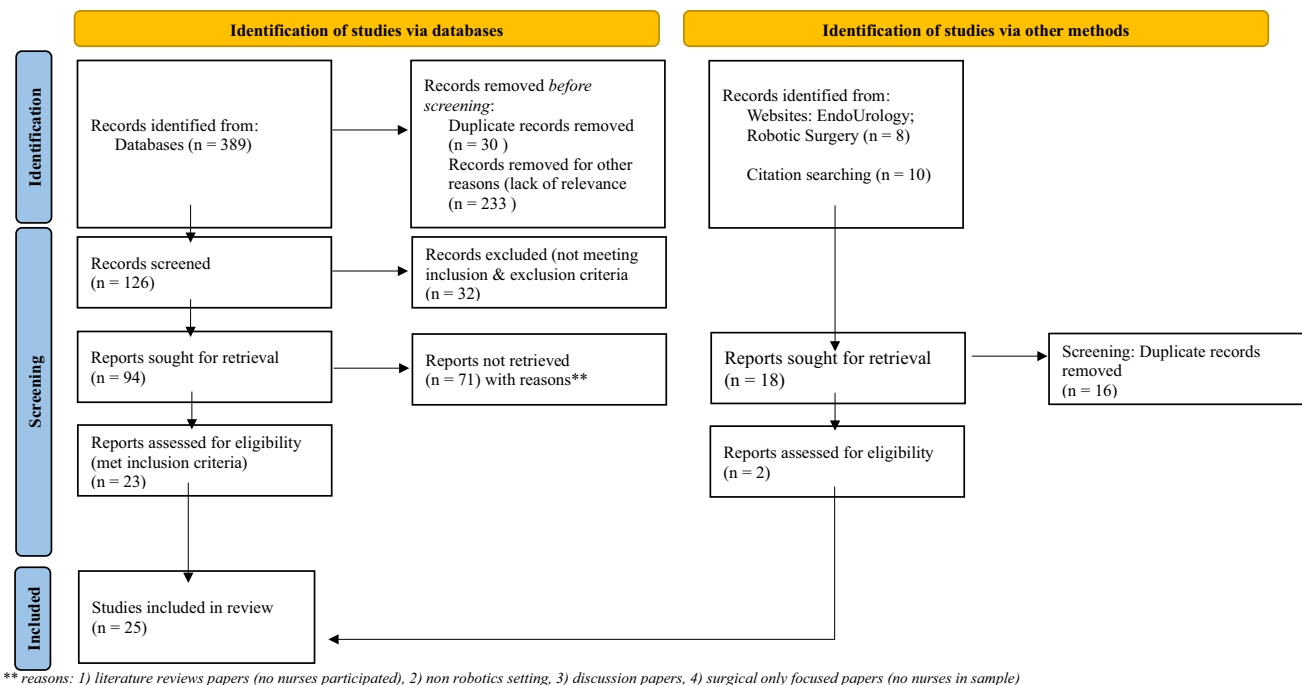 Identification of studies via databases
Identification of studies via other methods
Identification
Records identified from:
Databases (n = 389)
Records removed before
screening:
Duplicate records removed
(n = 30 )
Records removed for other
reasons (lack of relevance
(n = 233 )
Records identified from:
Websites: EndoUrology;
Robotic Surgery (n = 8)
Citation searching (n = 10)
Screening
Records screened
(n = 126)
Records excluded (not meeting
inclusion & exclusion criteria
(n = 32)
Reports sought for retrieval
(n = 94)
Reports not retrieved
(n = 71) with reasons**
Reports sought for retrieval
(n = 18)
Screening: Duplicate records
removed
(n = 16)
Reports assessed for eligibility
(met inclusion criteria)
(n = 23)
Reports assessed for eligibility
(n = 2)
Included
Studies included in review
(n = 25)
** reasons: 1) literature reviews papers (no nurses participated), 2) non robotics setting, 3) discussion papers, 4) surgical only focused papers (no nurses in sample)